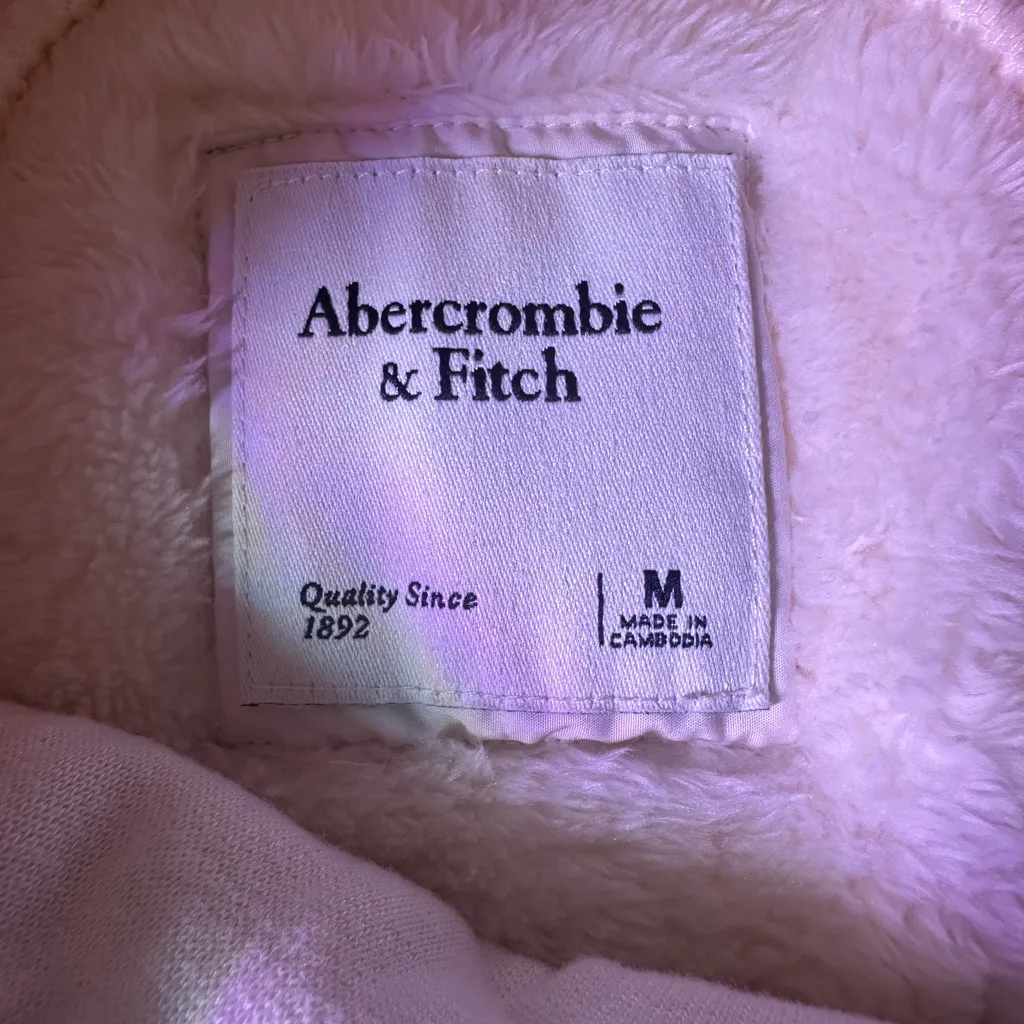 Abercrombie
& Fitch
Quality Since
1892
M
MADE IN
CAMBODIA